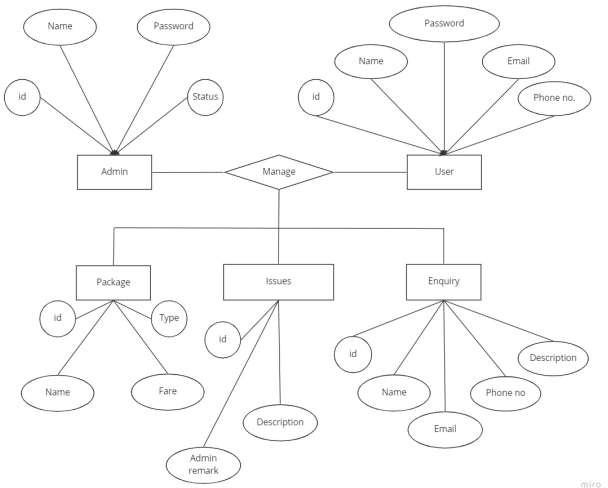 Password
Name
Password
Name
Email
id
Status
id
Phone no.
Admin
Manage
User
Package
Issues
Enquiry
id
Type
id
id
Description
Name
Fare
Name
Phone no
Description
Email
Admin
remark
miro